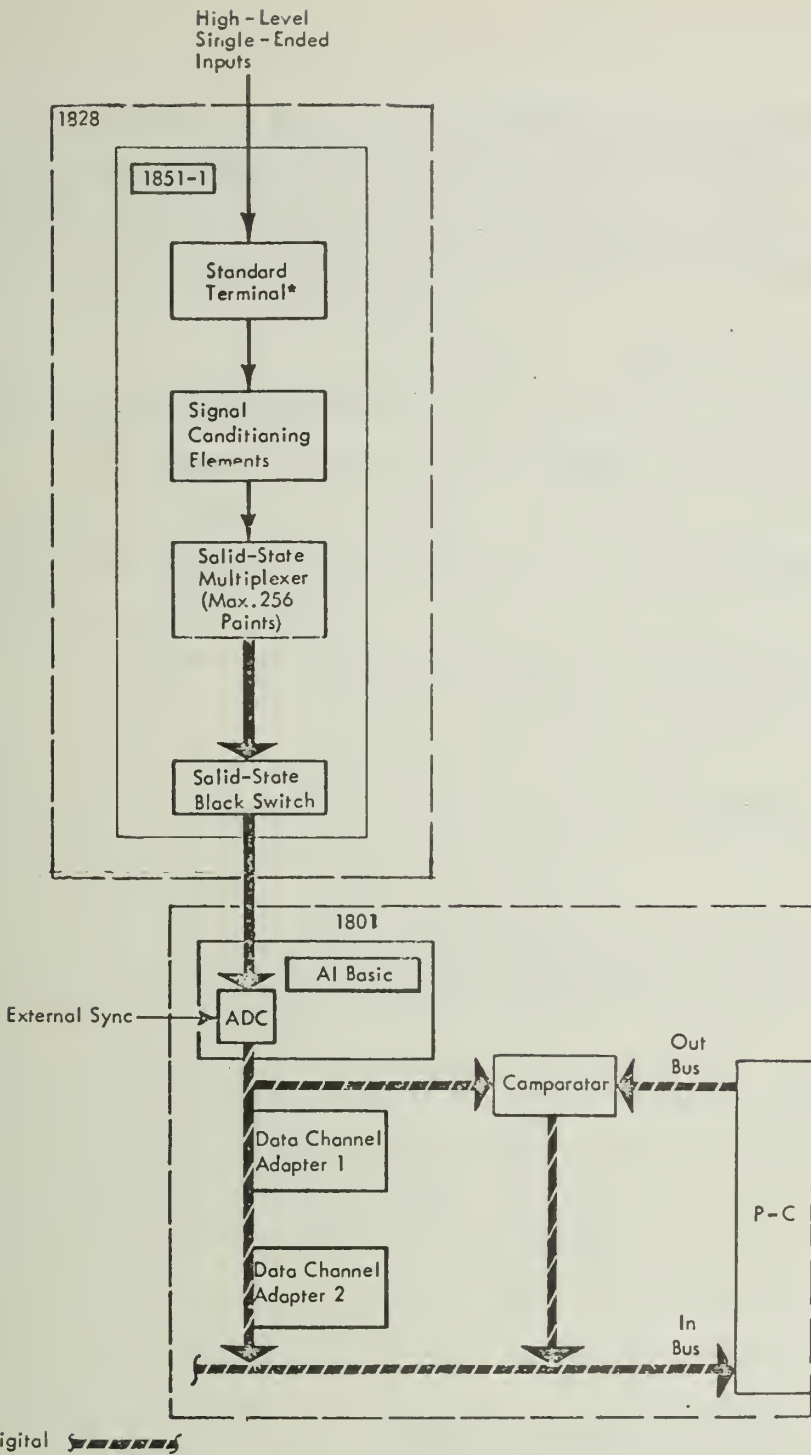 High-Level
Single-Ended
Inputs
1828
1851-1
Standard
Terminal*
Signal
Conditioning
Elements
Solid-State
Multiplexer
(Max. 256
Points)
Solid-State
Block Switch
1801
AI Basic
External Sync
ADC
Out
Bus
Comparator
Data Channel
Adapter 1
P-C
Data Channel
Adapter 2
In
Bus
igital